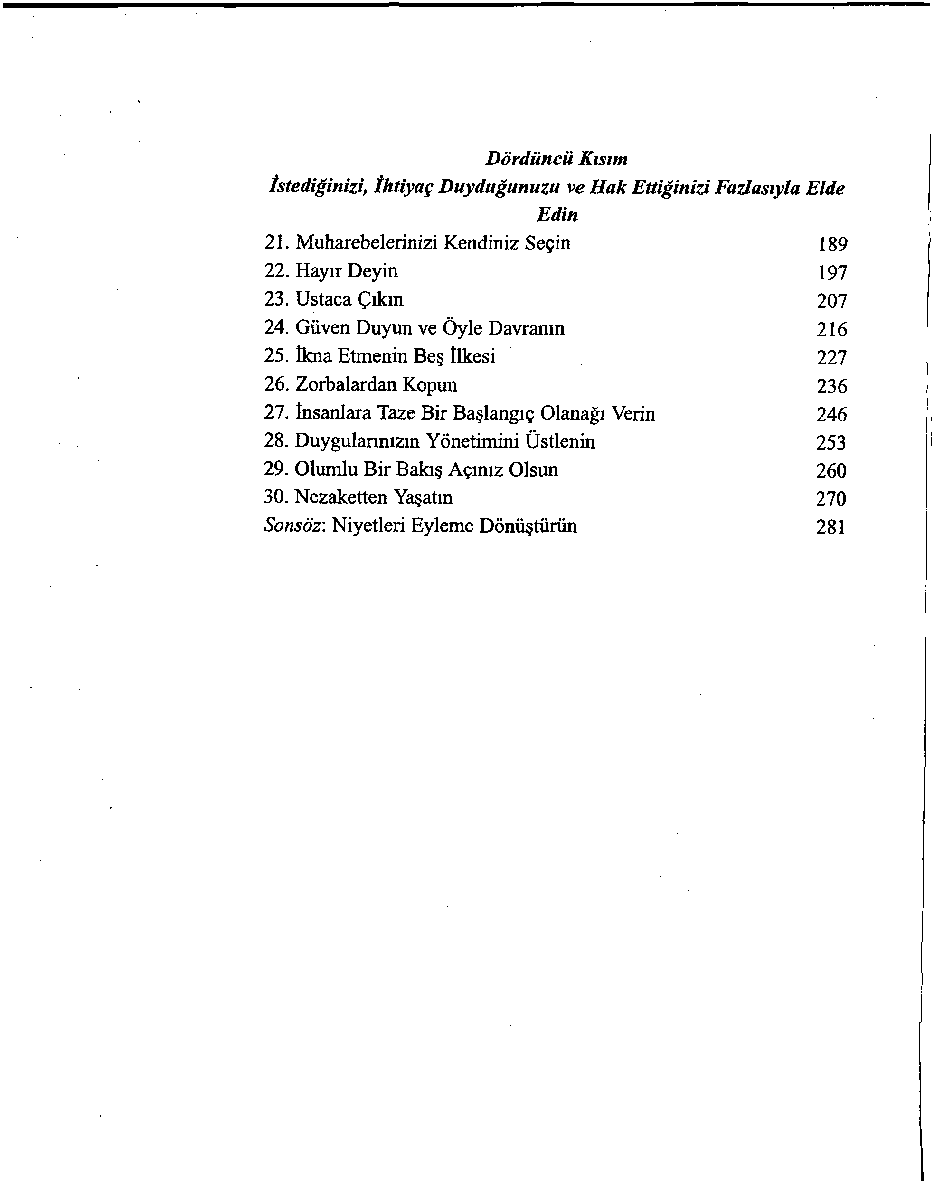 Dördüncü Kısım
İstediğinizi, İhtiyaç Duyduğunuzu ve Hak Ettiğinizi Fazlasıyla Elde
Edin
21. Muharebelerinizi Kendiniz Seçin 189
22. Hayır Deyin 197
23. Ustaca Çıkın 207
24. Güven Duyun ve Öyle Davranın 216
25. İkna Etmenin Beş İlkesi 227
26. Zorbalardan Kopun 236
27. İnsanlara Taze Bir Başlangıç Olanağı Verin 246
28. Duygularınızın Yönetimini Üstlenin 253
29. Olumlu Bir Bakış Açınız Olsun 260
30. Nezaketten Yaşatın 270
Sonsöz: Niyetleri Eyleme Dönüştürün 281